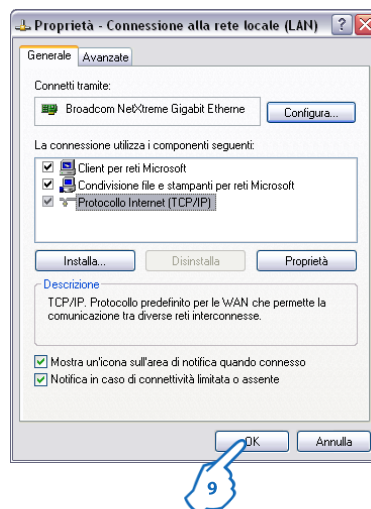 Proprietà - Connessione alla rete locale (LAN)
Generale Avanzate
Connetti tramite:
Broadcom NetXtreme Gigabit Etherne
Configura...
La connessione utilizza i componenti seguenti:
Client per reti Microsoft
Condivisione file e stampanti per reti Microsoft
Protocollo Internet (TCP/IP)
Installa... Disinstalla Proprietà
Descrizione
TCP/IP. Protocollo predefinito per le WAN che permette la
comunicazione tra diverse reti interconnesse.
Mostra un'icona sull'area di notifica quando connesso
Notifica in caso di connettività limitata o assente
OK Annulla
9